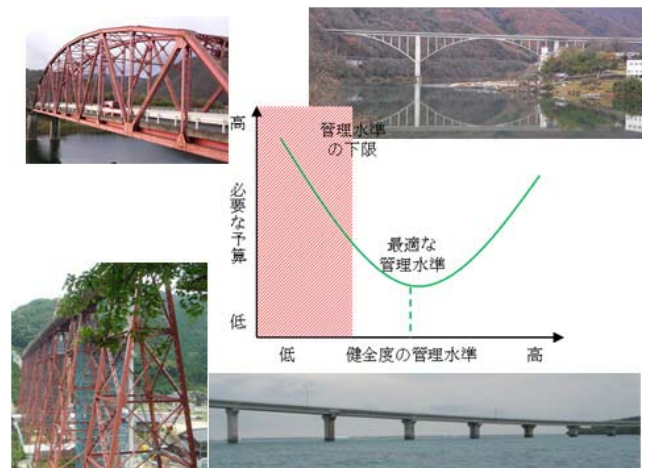 高
管理水準
の下限
必要な予算
最適な
管理水準
低
低
健全度の管理水準
高